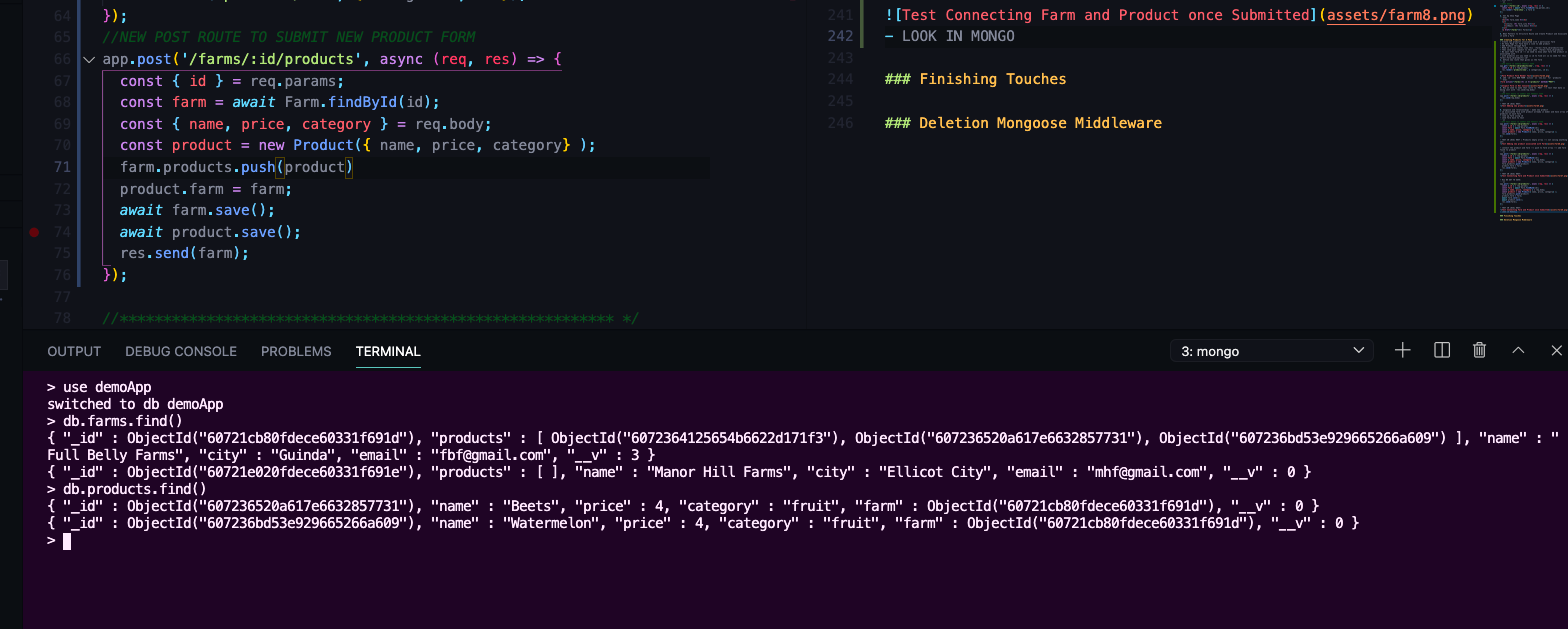 64 });
65 //NEW POST ROUTE TO SUBMIT NEW PRODUCT FORM
66 app.post('/farms/:id/products', async (req, res) => {
67 const { id } = req.params;
68 const farm = await Farm.findById(id);
69 const { name, price, category } = req.body;
70 const product = new Product({ name, price, category} );
71 farm.products.push(product)
72 product.farm = farm;
73 await farm.save();
74 await product.save();
75 res.send(farm);
76 });
77
78 //********************************************************* */
241 ![Test Connecting Farm and Product once Submitted](assets/farm8.png)
242 - LOOK IN MONGO
243
244 ### Finishing Touches
245
246 ### Deletion Mongoose Middleware
OUTPUT DEBUG CONSOLE PROBLEMS TERMINAL 3: mongo
> use demoApp
switched to db demoApp
> db.farms.find()
{ "_id" : ObjectId("60721cb80fdece60331f691d"), "products" : [ ObjectId("6072364125654b6622d171f3"), ObjectId("607236520a617e6632857731"), ObjectId("607236bd53e929665266a609") ], "name" : "
Full Belly Farms", "city" : "Guinda", "email" : "fbf@gmail.com", "__v" : 3 }
{ "_id" : ObjectId("60721e020fdece60331f691e"), "products" : [ ], "name" : "Manor Hill Farms", "city" : "Ellicot City", "email" : "mhf@gmail.com", "__v" : 0 }
> db.products.find()
{ "_id" : ObjectId("607236520a617e6632857731"), "name" : "Beets", "price" : 4, "category" : "fruit", "farm" : ObjectId("60721cb80fdece60331f691d"), "__v" : 0 }
{ "_id" : ObjectId("607236bd53e929665266a609"), "name" : "Watermelon", "price" : 4, "category" : "fruit", "farm" : ObjectId("60721cb80fdece60331f691d"), "__v" : 0 }
>